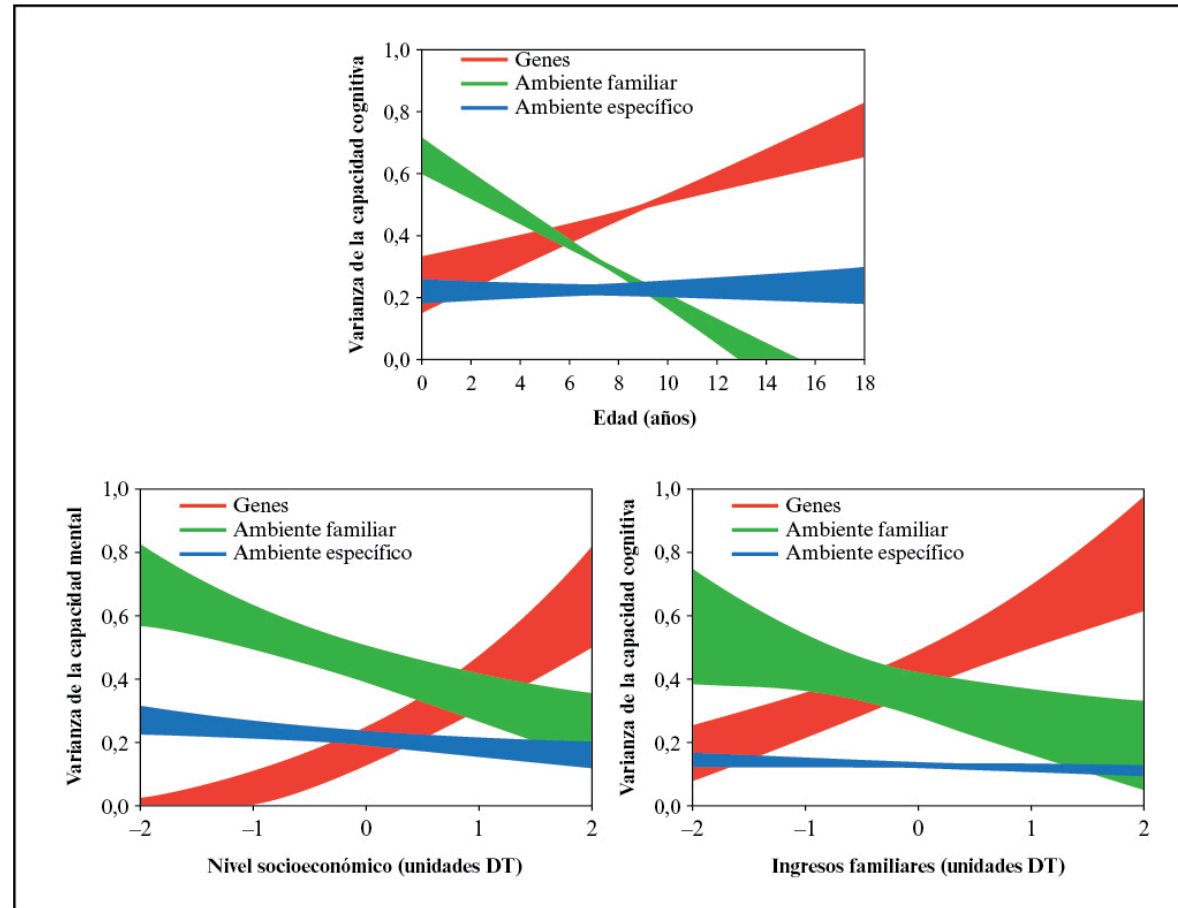 1,0
Genes
Ambiente familiar
Ambiente específico
0,8
0,6
0,4
0,2
0,0
Varianza de la capacidad cognitiva
0 2 4 6 8 10 12 14 16 18
Edad (años)
1,0
Genes
Ambiente familiar
Ambiente específico
0,8
0,6
0,4
0,2
0,0
Varianza de la capacidad mental
–2 –1 0 1 2
Nivel socioeconómico (unidades DT)
1,0
Genes
Ambiente familiar
Ambiente específico
0,8
0,6
0,4
0,2
0,0
Varianza de la capacidad cognitiva
–2 –1 0 1 2
Ingresos familiares (unidades DT)